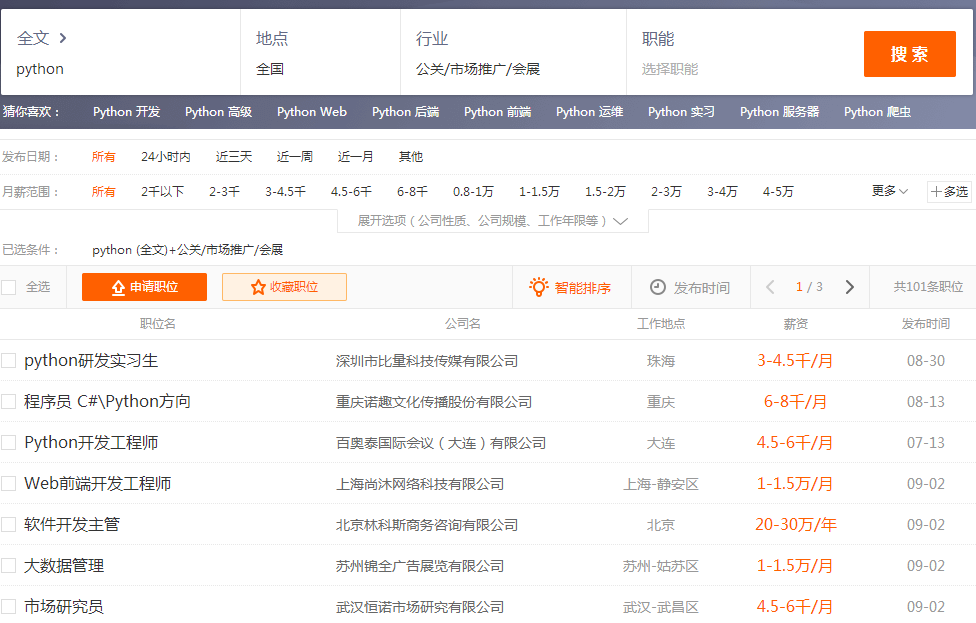 全文 地点 行业 职能
python 全国 公关/市场推广/会展 选择职能 搜索
猜你喜欢： Python 开发 Python 高级 Python Web Python 后端 Python 前端 Python 运维 Python 实习 Python 服务器 Python 爬虫
发布日期： 所有 24小时内 近三天 近一周 近一月 其他
月薪范围： 所有 2千以下 2-3千 3-4.5千 4.5-6千 6-8千 0.8-1万 1-1.5万 1.5-2万 2-3万 3-4万 4-5万 更多 +多选
展开选项（公司性质、公司规模、工作年限等）
已选条件： python (全文)+公关/市场推广/会展
全选 申请职位 收藏职位 智能排序 发布时间 1 / 3 共101条职位
职位名 公司名 工作地点 薪资 发布时间
python研发实习生 深圳市比量科技传媒有限公司 珠海 3-4.5千/月 08-30
程序员 C#\Python方向 重庆诺趣文化传播股份有限公司 重庆 6-8千/月 08-13
Python开发工程师 百奥泰国际会议（大连）有限公司 大连 4.5-6千/月 07-13
Web前端开发工程师 上海尚沐网络科技有限公司 上海-静安区 1-1.5万/月 09-02
软件开发主管 北京林科斯商务咨询有限公司 北京 20-30万/年 09-02
大数据管理 苏州锦全广告展览有限公司 苏州-姑苏区 1-1.5万/月 09-02
市场研究员 武汉恒诺市场研究有限公司 武汉-武昌区 4.5-6千/月 09-02